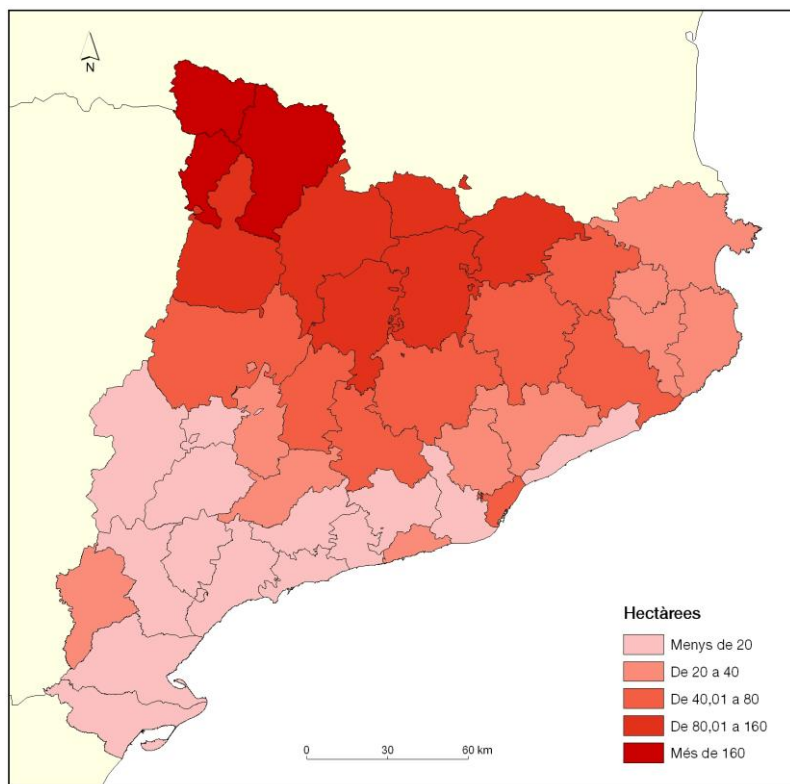 N
Hectàrees
Menys de 20
De 20 a 40
De 40,01 a 80
De 80,01 a 160
Més de 160
0 30 60 km